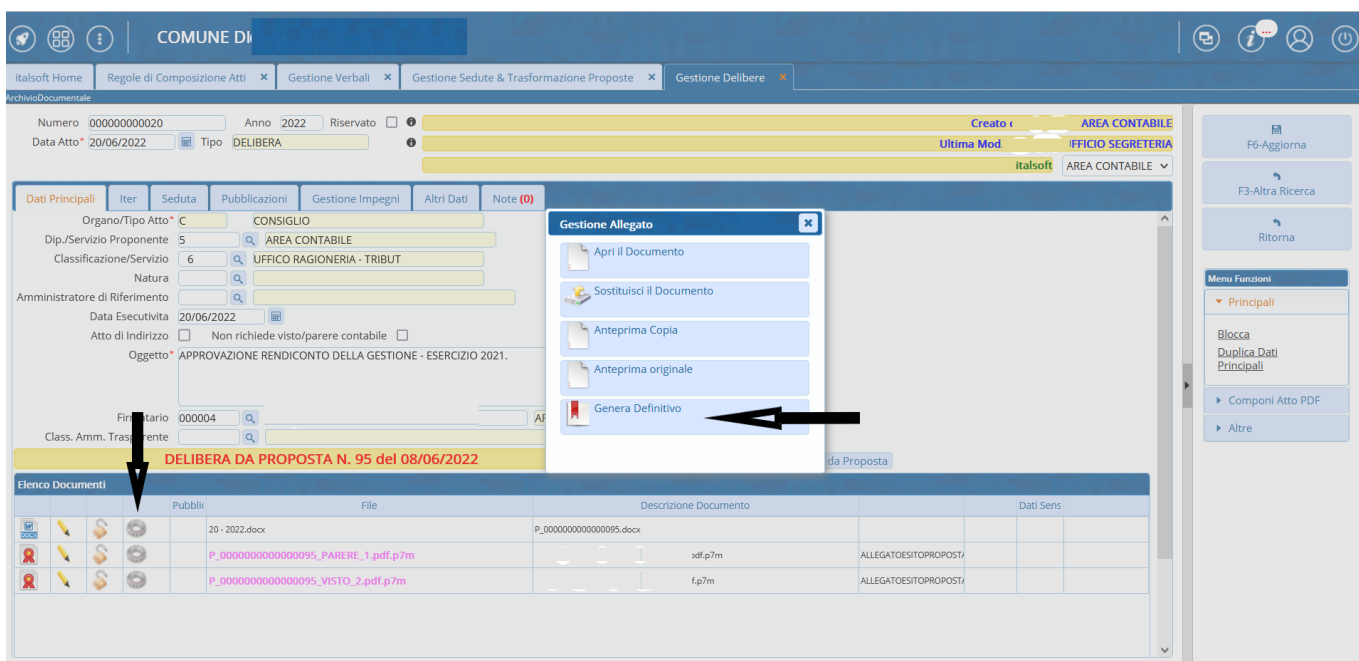 COMUNE DI
italsoft Home Regole di Composizione Atti × Gestione Verbali × Gestione Sedute & Trasformazione Proposte × Gestione Delibere ×
ArchivioDocumentale
Numero 000000000020 Anno 2022 Riservato Creato AREA CONTABILE
Data Atto* 20/06/2022 Tipo DELIBERA Ultima Mod. UFFICIO SEGRETERIA
italsoft AREA CONTABILE
F6-Aggiorna
F3-Altra Ricerca
Ritorna
Dati Principali Iter Seduta Pubblicazioni Gestione Impegni Altri Dati Note (0)
Organo/Tipo Atto* C CONSIGLIO
Dip./Servizio Proponente 5 AREA CONTABILE
Classificazione/Servizio 6 UFFICO RAGIONERIA - TRIBUT
Natura
Amministratore di Riferimento
Data Esecutivita 20/06/2022
Atto di Indirizzo Non richiede visto/parere contabile
Oggetto* APPROVAZIONE RENDICONTO DELLA GESTIONE - ESERCIZIO 2021.
Firmatario 000004
Class. Amm. Trasparente
DELIBERA DA PROPOSTA N. 95 del 08/06/2022 da Proposta
Gestione Allegato
Apri il Documento
Sostituisci il Documento
Anteprima Copia
Anteprima originale
Genera Definitivo
Menu Funzioni
Principali
Blocca
Duplica Dati
Principali
Componi Atto PDF
Altre
Elenco Documenti
Pubblic File Descrizione Documento Dati Sens
20 - 2022.docx P_0000000000000095.docx
P_0000000000000095_PARERE_1.pdf.p7m df.p7m ALLEGATOESITOPROPOSTA
P_0000000000000095_VISTO_2.pdf.p7m f.p7m ALLEGATOESITOPROPOSTA